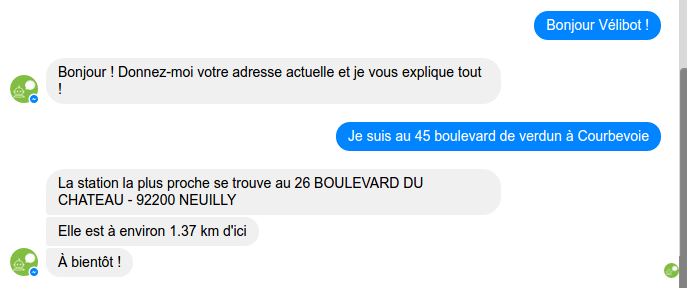 Bonjour Vélibot !
Bonjour ! Donnez-moi votre adresse actuelle et je vous explique tout
!
Je suis au 45 boulevard de verdun à Courbevoie
La station la plus proche se trouve au 26 BOULEVARD DU
CHATEAU - 92200 NEUILLY
Elle est à environ 1.37 km d'ici
À bientôt !